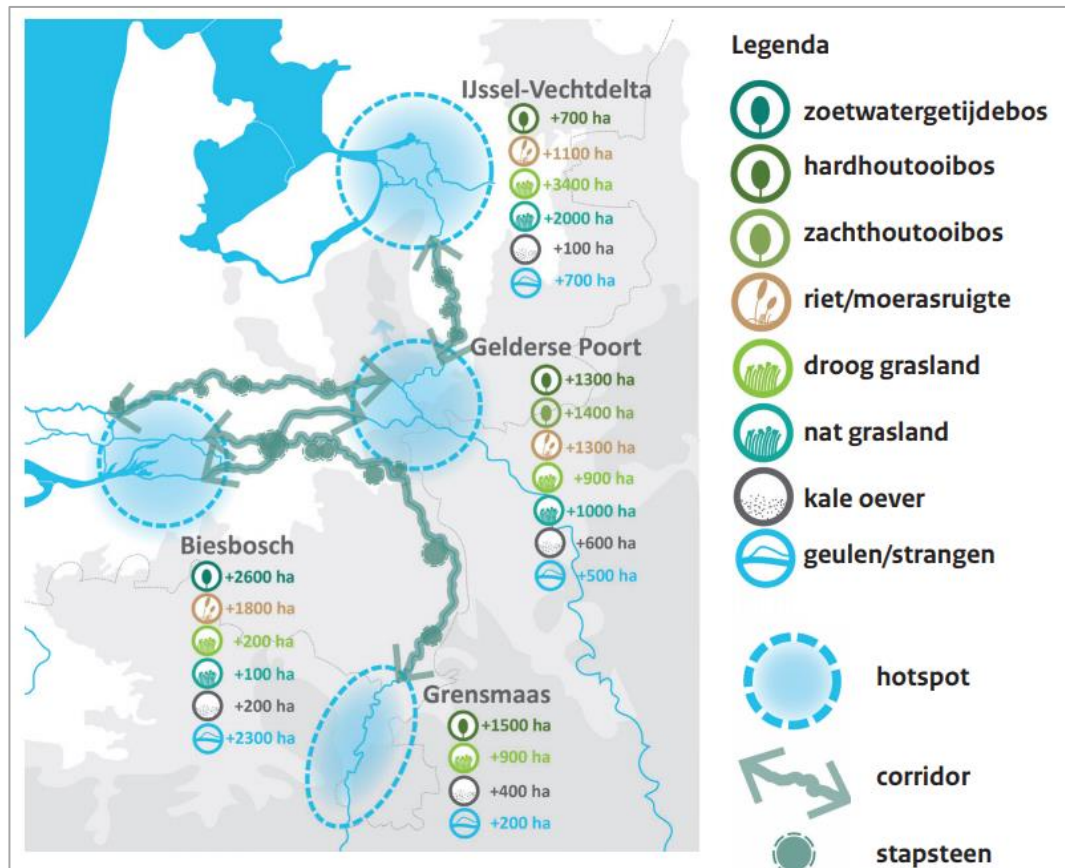 IJssel-Vechtdelta
+700 ha
+1100 ha
+3400 ha
+2000 ha
+100 ha
+700 ha
Gelderse Poort
+1300 ha
+1400 ha
+1300 ha
+900 ha
+1000 ha
+600 ha
+500 ha
Biesbosch
+2600 ha
+1800 ha
+200 ha
+100 ha
+200 ha
+2300 ha
Grensmaas
+1500 ha
+900 ha
+400 ha
+200 ha
Legenda
zoetwatergetijdebos
hardhoutooibos
zachthoutooibos
riet/moerasruigte
droog grasland
nat grasland
kale oever
geulen/strangen
hotspot
corridor
stapsteen